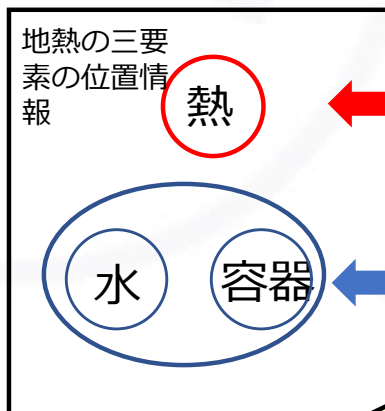 地熱の三要
素の位置情
報
熱
水
容器